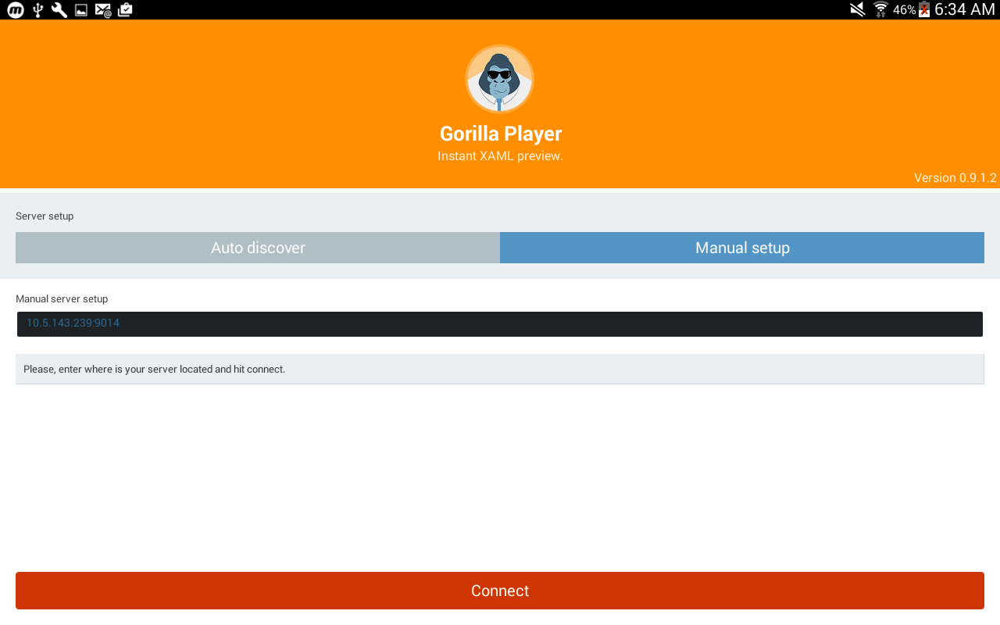 46% 6:34 AM
Gorilla Player
Instant XAML preview.
Version 0.9.1.2
Server setup
Auto discover Manual setup
Manual server setup
10.5.143.239:9014
Please, enter where is your server located and hit connect.
Connect